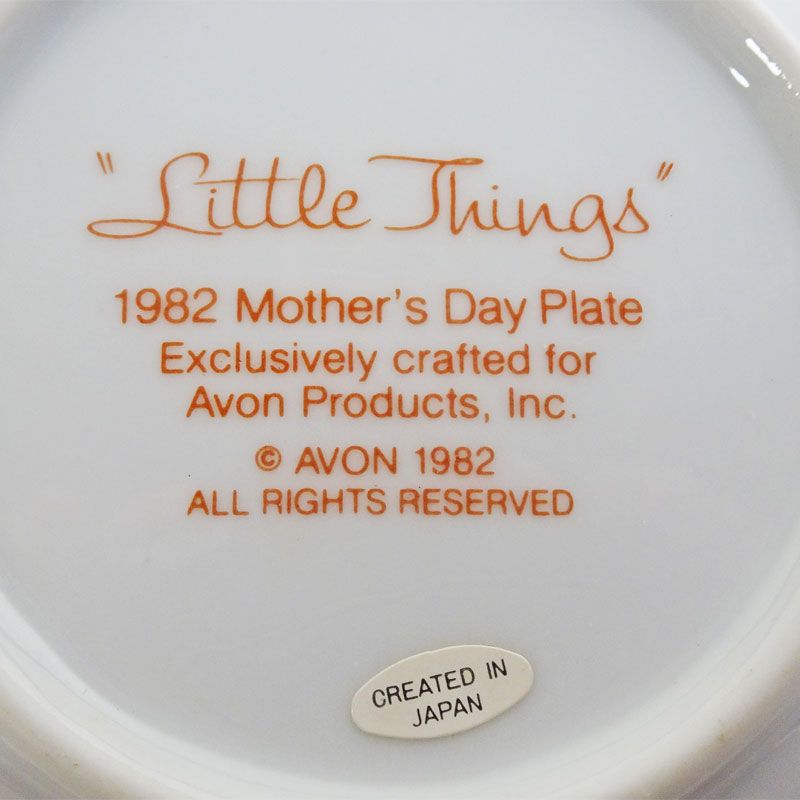 "Little Things"
1982 Mother's Day Plate
Exclusively crafted for
Avon Products, Inc.
© AVON 1982
ALL RIGHTS RESERVED
CREATED IN
JAPAN